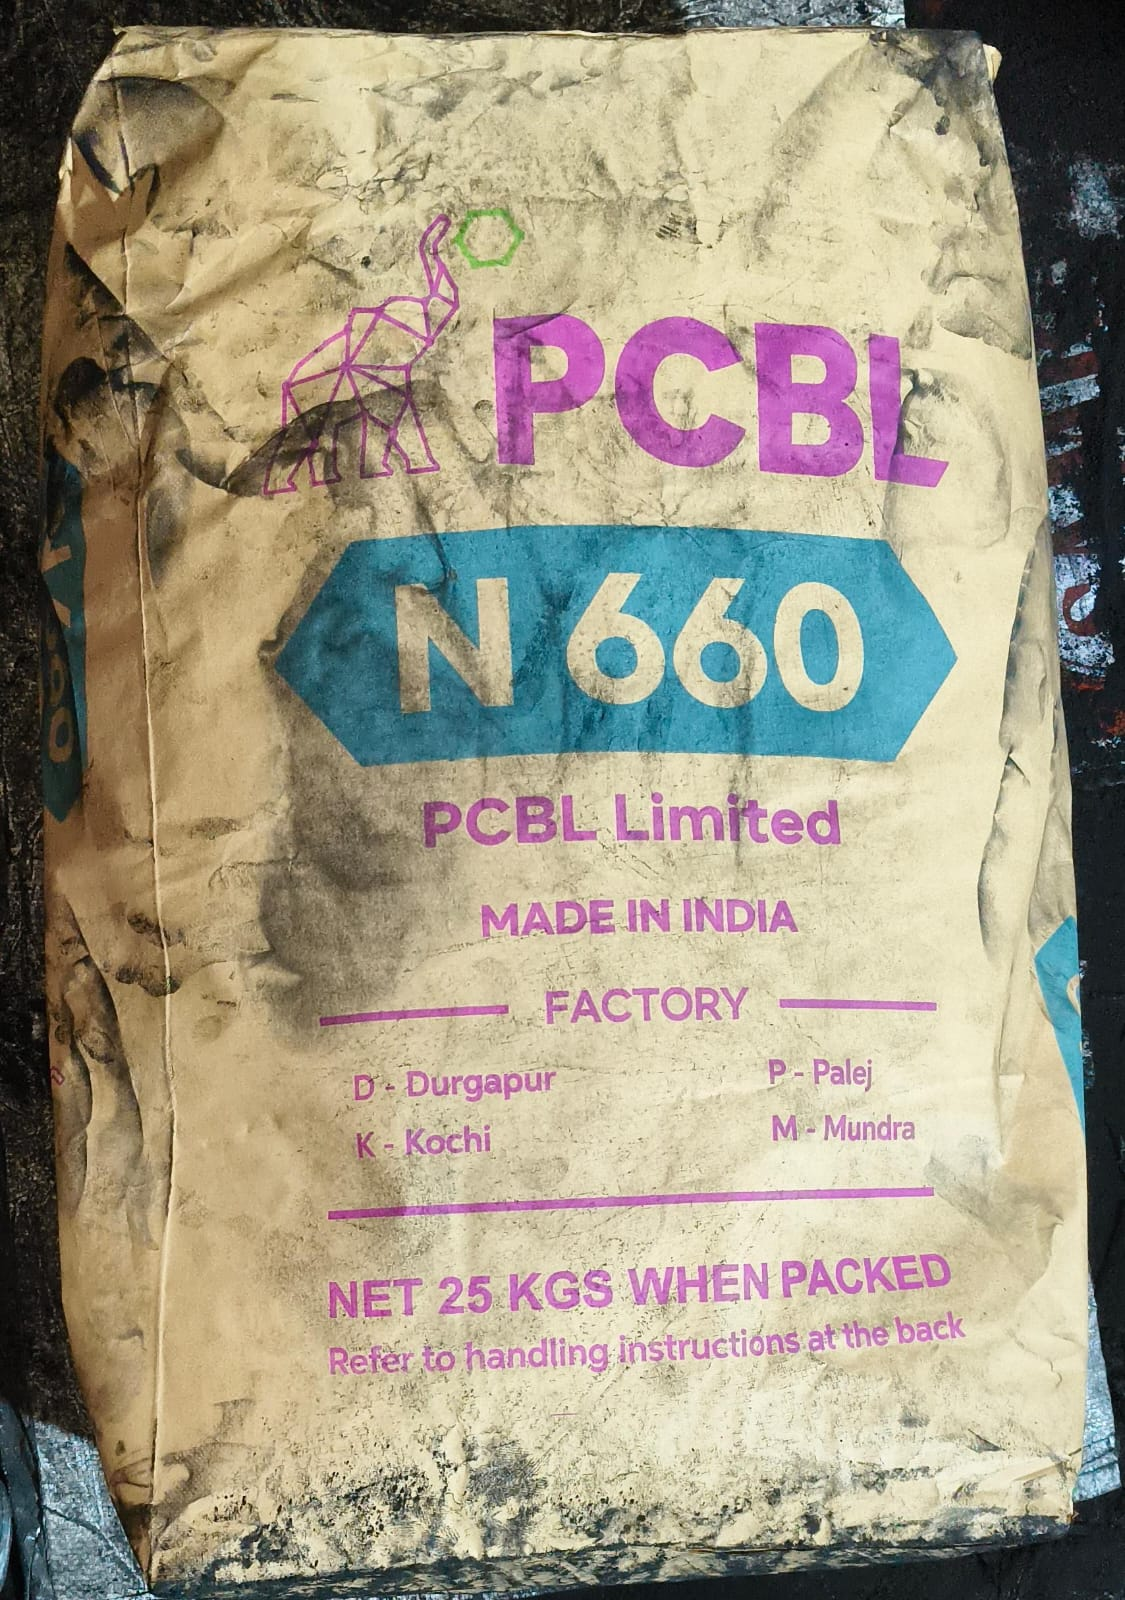 PCBL
N 660
PCBL Limited
MADE IN INDIA
FACTORY
D - Durgapur
P - Palej
K - Kochi
M - Mundra
NET 25 KGS WHEN PACKED
Refer to handling instructions at the back